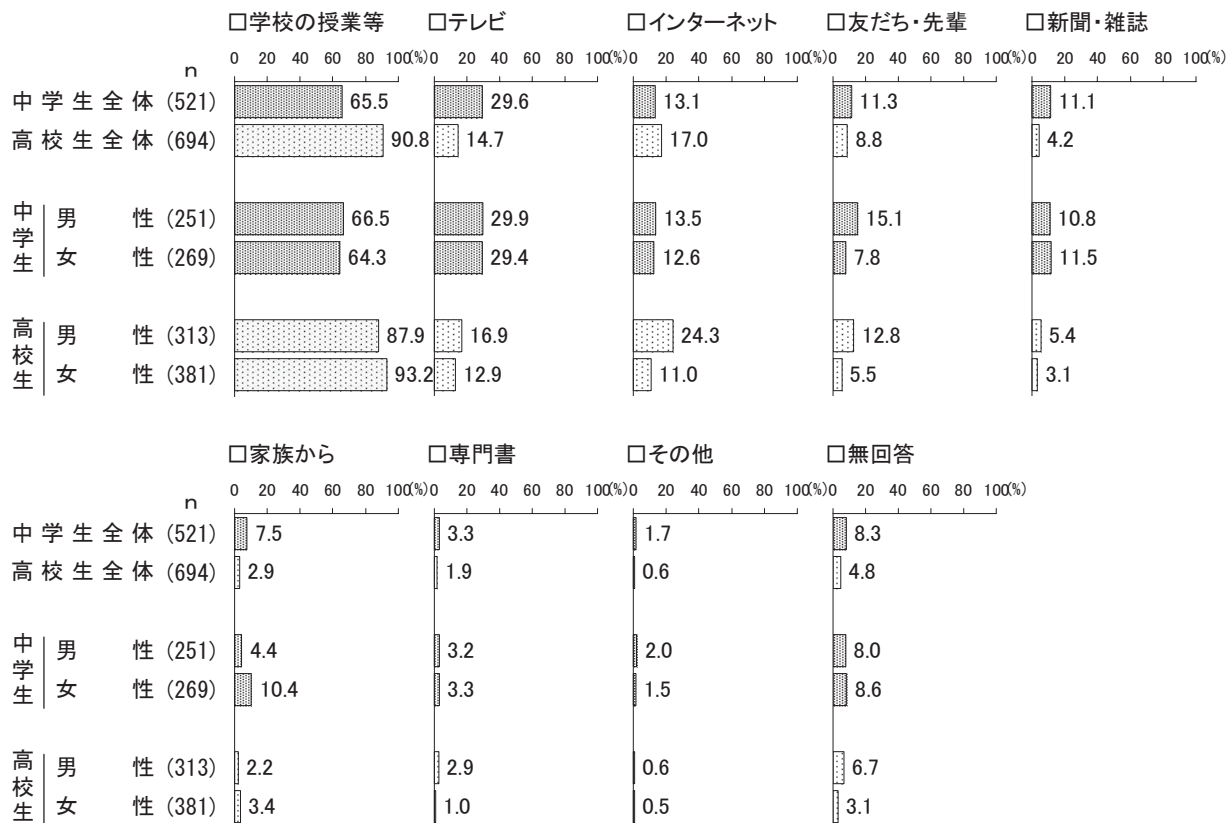 □学校の授業等 □テレビ □インターネット □友だち・先輩 □新聞・雑誌
n 0 20 40 60 80 100(%) 0 20 40 60 80 100(%) 0 20 40 60 80 100(%) 0 20 40 60 80 100(%) 0 20 40 60 80 100(%)
中学生全体 (521) 65.5 29.6 13.1 11.3 11.1
高校生全体 (694) 90.8 14.7 17.0 8.8 4.2
中学生
男性 (251) 66.5 29.9 13.5 15.1 10.8
女性 (269) 64.3 29.4 12.6 7.8 11.5
高校生
男性 (313) 87.9 16.9 24.3 12.8 5.4
女性 (381) 93.2 12.9 11.0 5.5 3.1
□家族から □専門書 □その他 □無回答
n 0 20 40 60 80 100(%) 0 20 40 60 80 100(%) 0 20 40 60 80 100(%) 0 20 40 60 80 100(%)
中学生全体 (521) 7.5 3.3 1.7 8.3
高校生全体 (694) 2.9 1.9 0.6 4.8
中学生
男性 (251) 4.4 3.2 2.0 8.0
女性 (269) 10.4 3.3 1.5 8.6
高校生
男性 (313) 2.2 2.9 0.6 6.7
女性 (381) 3.4 1.0 0.5 3.1